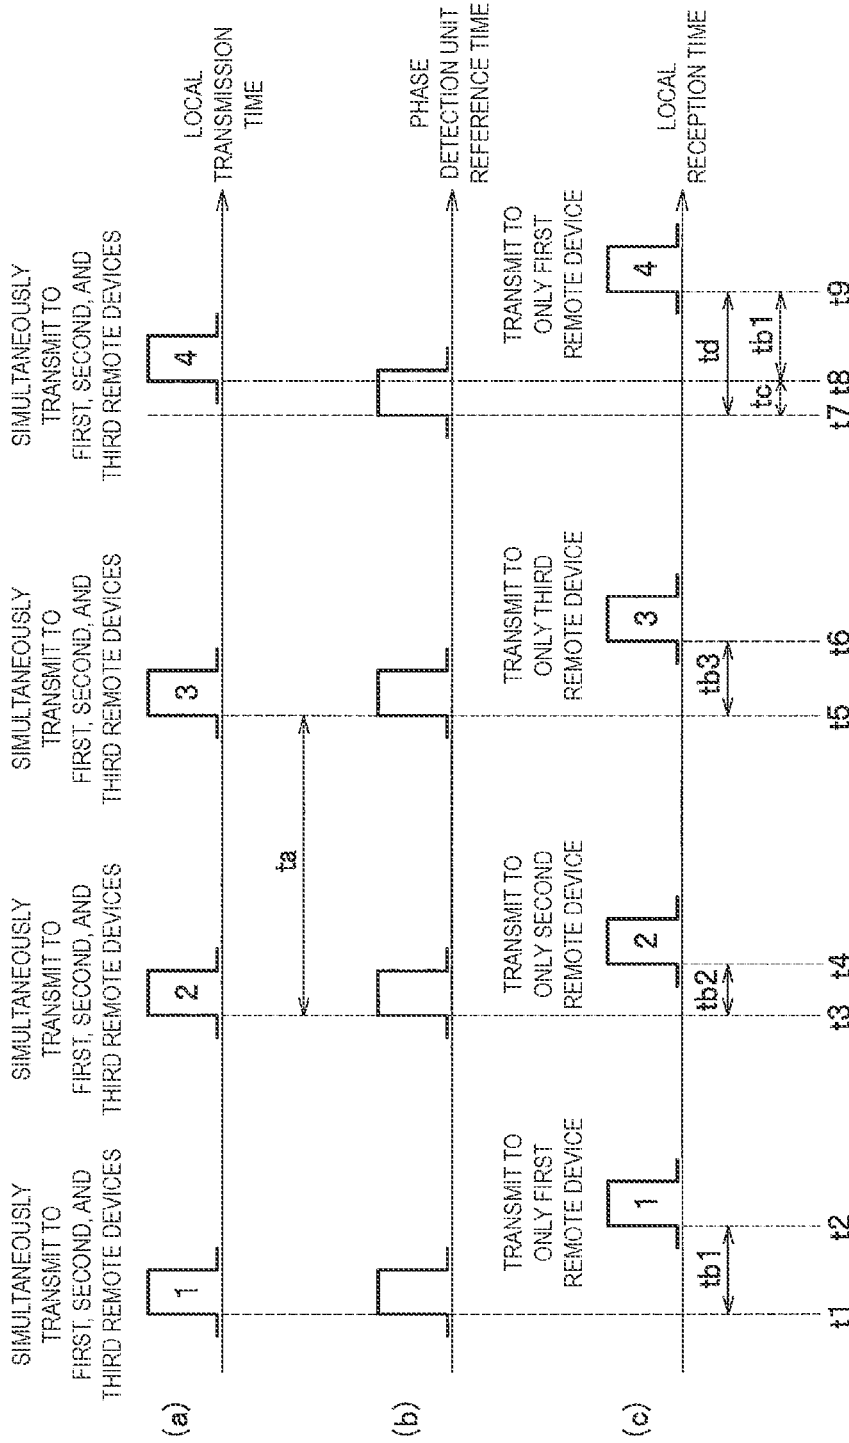 SIMULTANEOUSLY
TRANSMIT TO
FIRST, SECOND, AND
THIRD REMOTE DEVICES
SIMULTANEOUSLY
TRANSMIT TO
FIRST, SECOND, AND
THIRD REMOTE DEVICES
SIMULTANEOUSLY
TRANSMIT TO
FIRST, SECOND, AND
THIRD REMOTE DEVICES
SIMULTANEOUSLY
TRANSMIT TO
FIRST, SECOND, AND
THIRD REMOTE DEVICES
(a)
1
2
3
4
LOCAL
TRANSMISSION
TIME
ta
(b)
PHASE
DETECTION UNIT
REFERENCE TIME
TRANSMIT TO
ONLY FIRST
REMOTE DEVICE
TRANSMIT TO
ONLY SECOND
REMOTE DEVICE
TRANSMIT TO
ONLY THIRD
REMOTE DEVICE
TRANSMIT TO
ONLY FIRST
REMOTE DEVICE
(c)
1
2
3
4
LOCAL
RECEPTION TIME
tb1
tb2
tb3
td
tc
tb1
t1
t2
t3
t4
t5
t6
t7
t8
t9